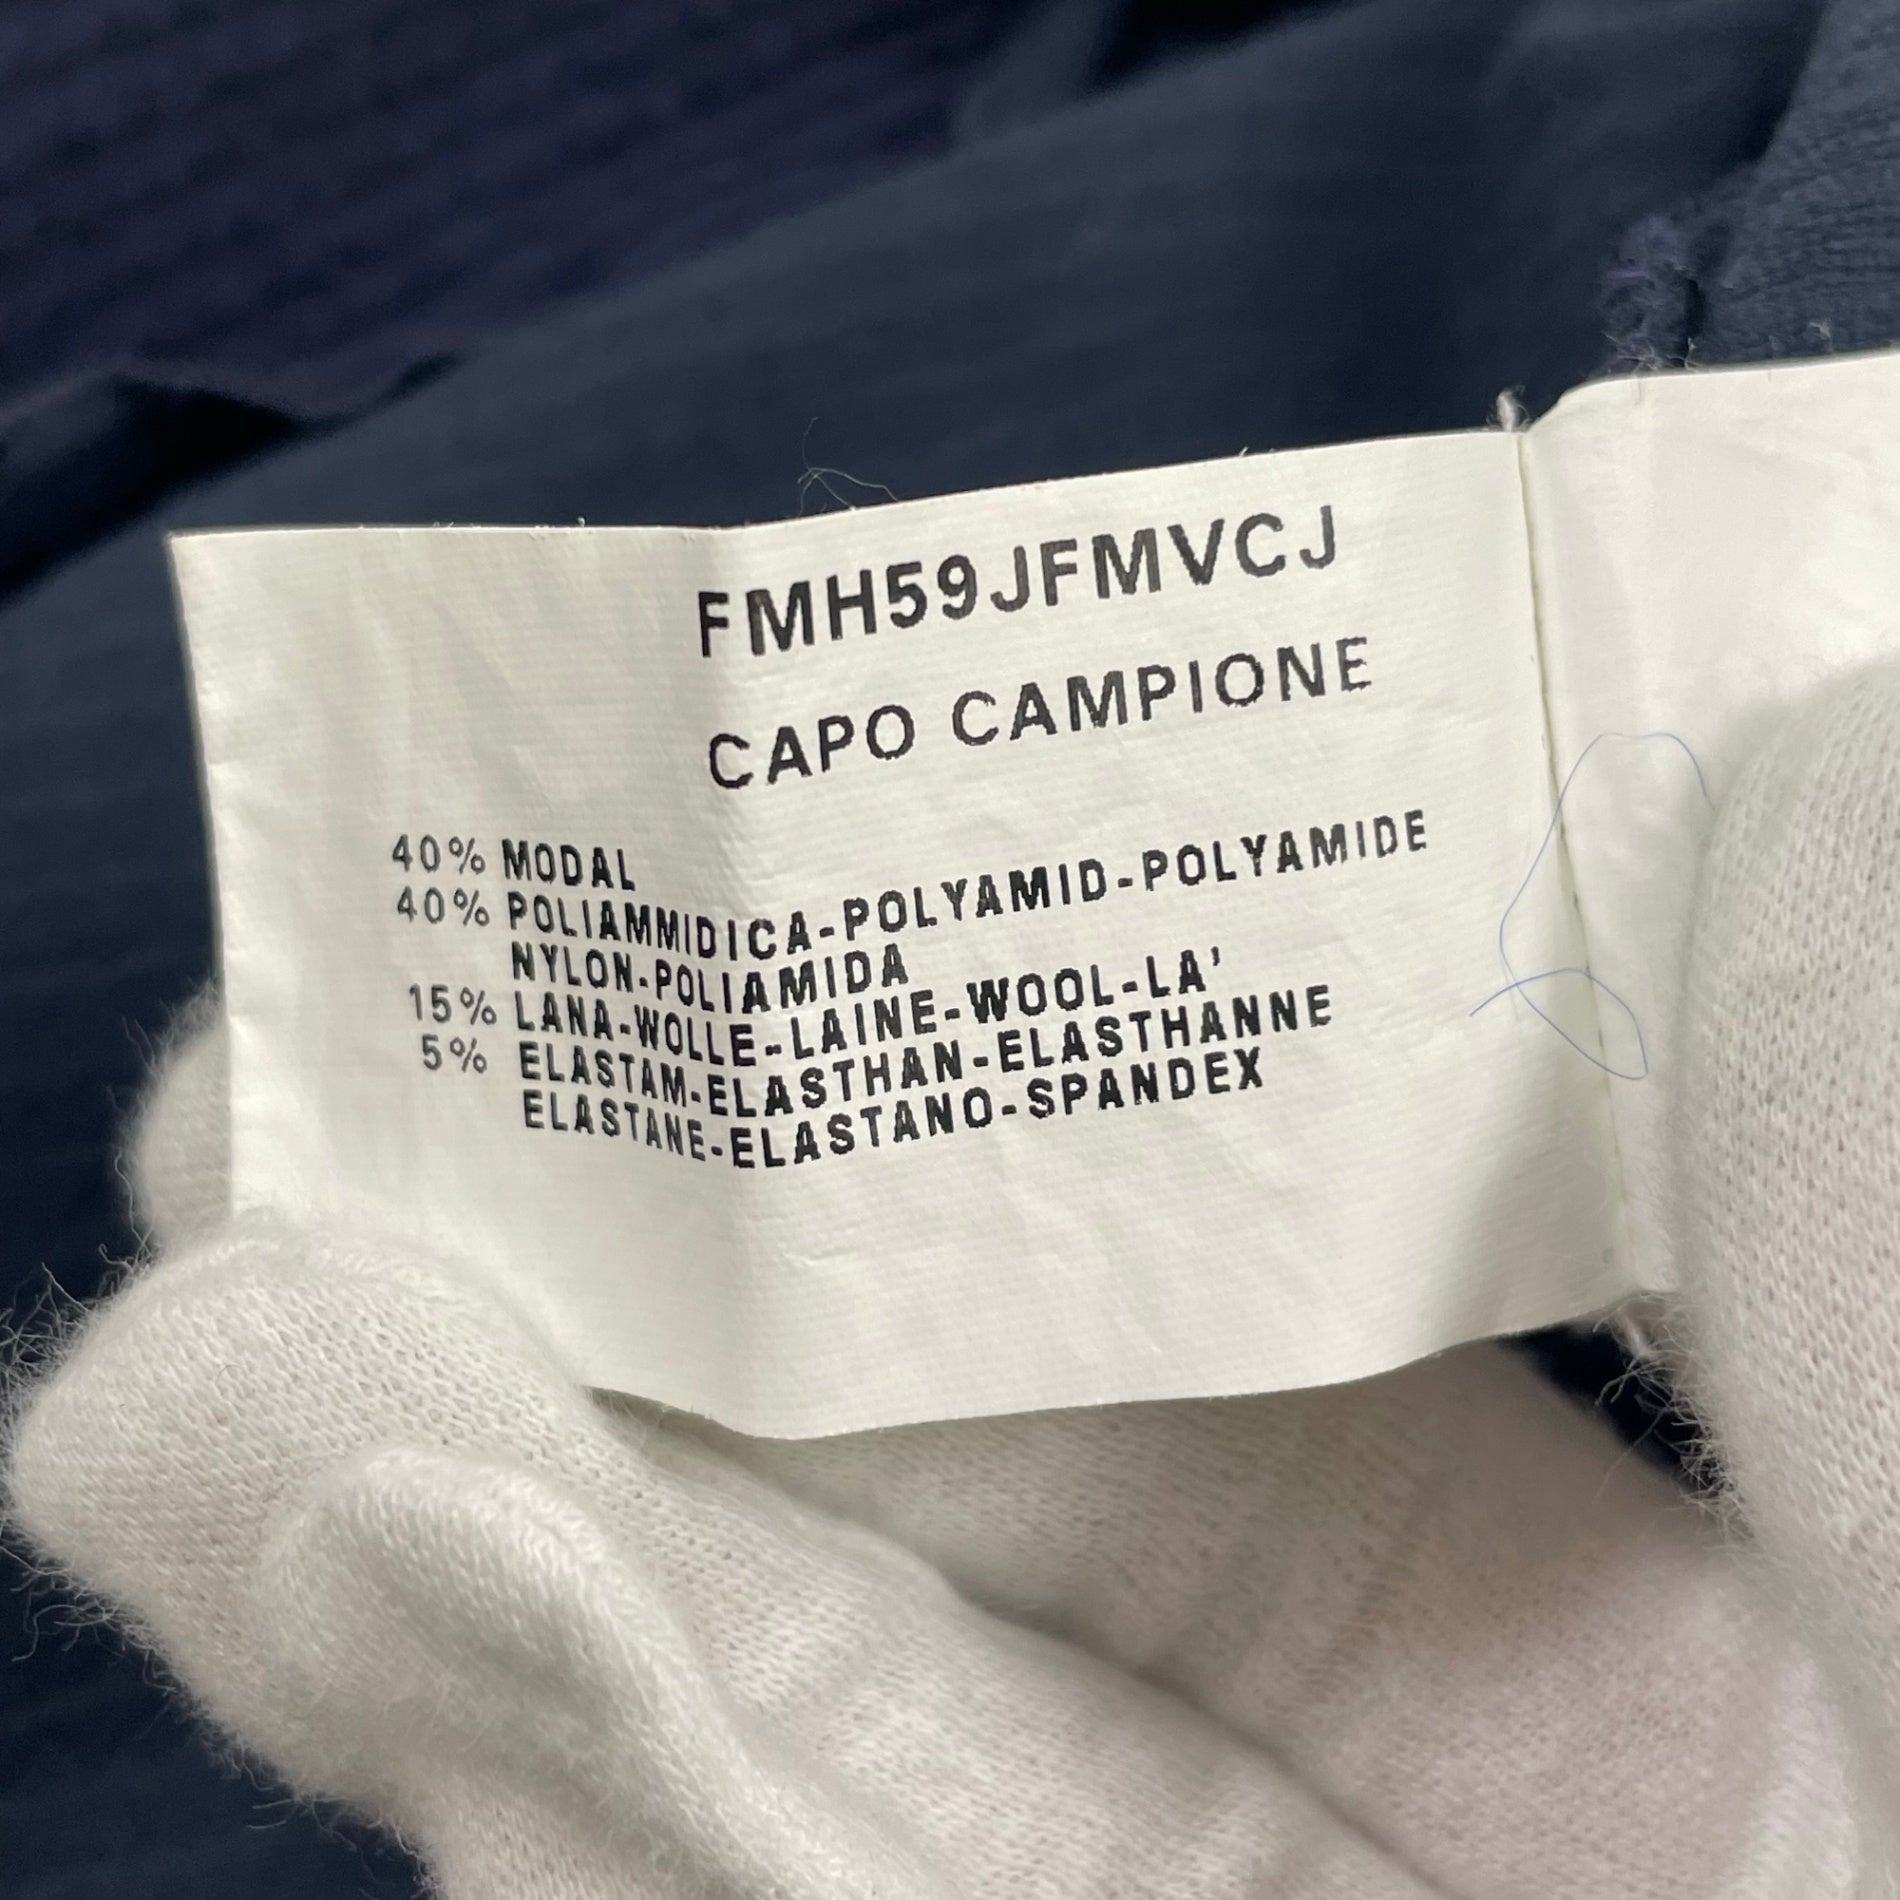 FMH59JFMVCJ
CAPO CAMPIONE
40% MODAL
40% POLIAMMIDICA-POLYAMID-POLYAMIDE
NYLON-POLIAMIDA
15% LANA-WOLLE-LAINE-WOOL-LA'
5% ELASTAM-ELASTHAN-ELASTHANNE
ELASTANE-ELASTANO-SPANDEX